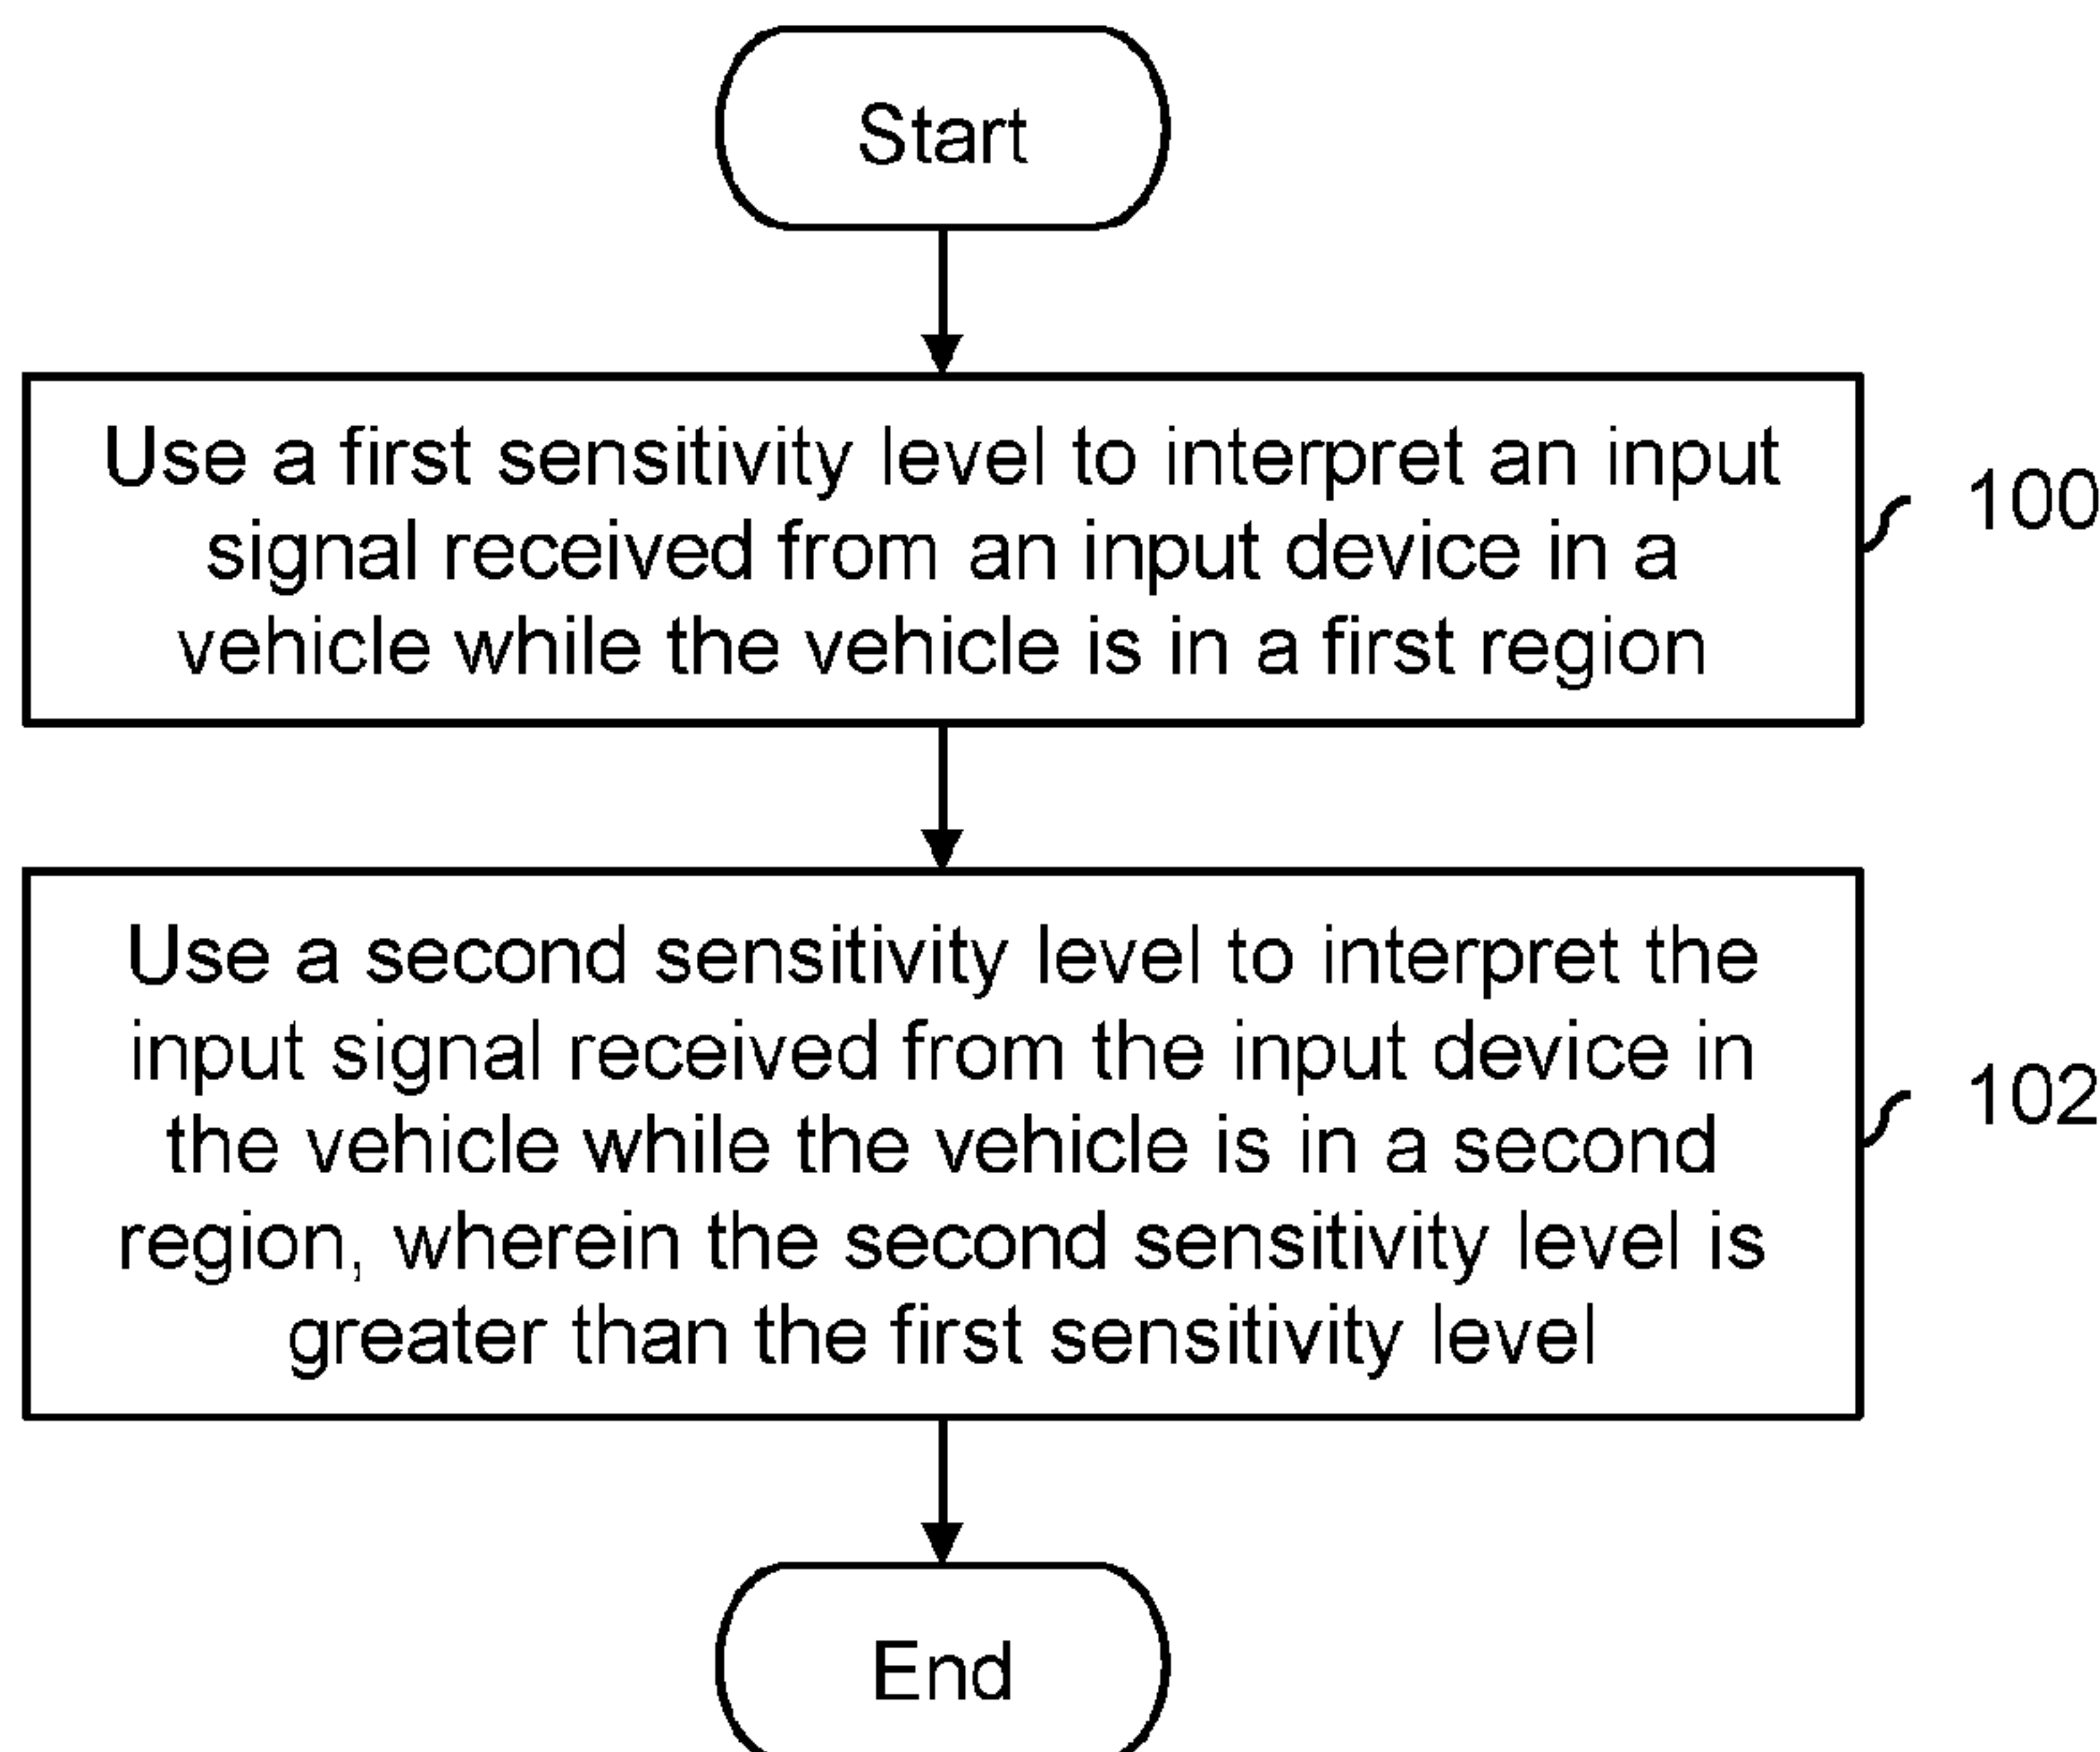 Start
Use a first sensitivity level to interpret an input
signal received from an input device in a
vehicle while the vehicle is in a first region
100
Use a second sensitivity level to interpret the
input signal received from the input device in
the vehicle while the vehicle is in a second
region, wherein the second sensitivity level is
greater than the first sensitivity level
102
End